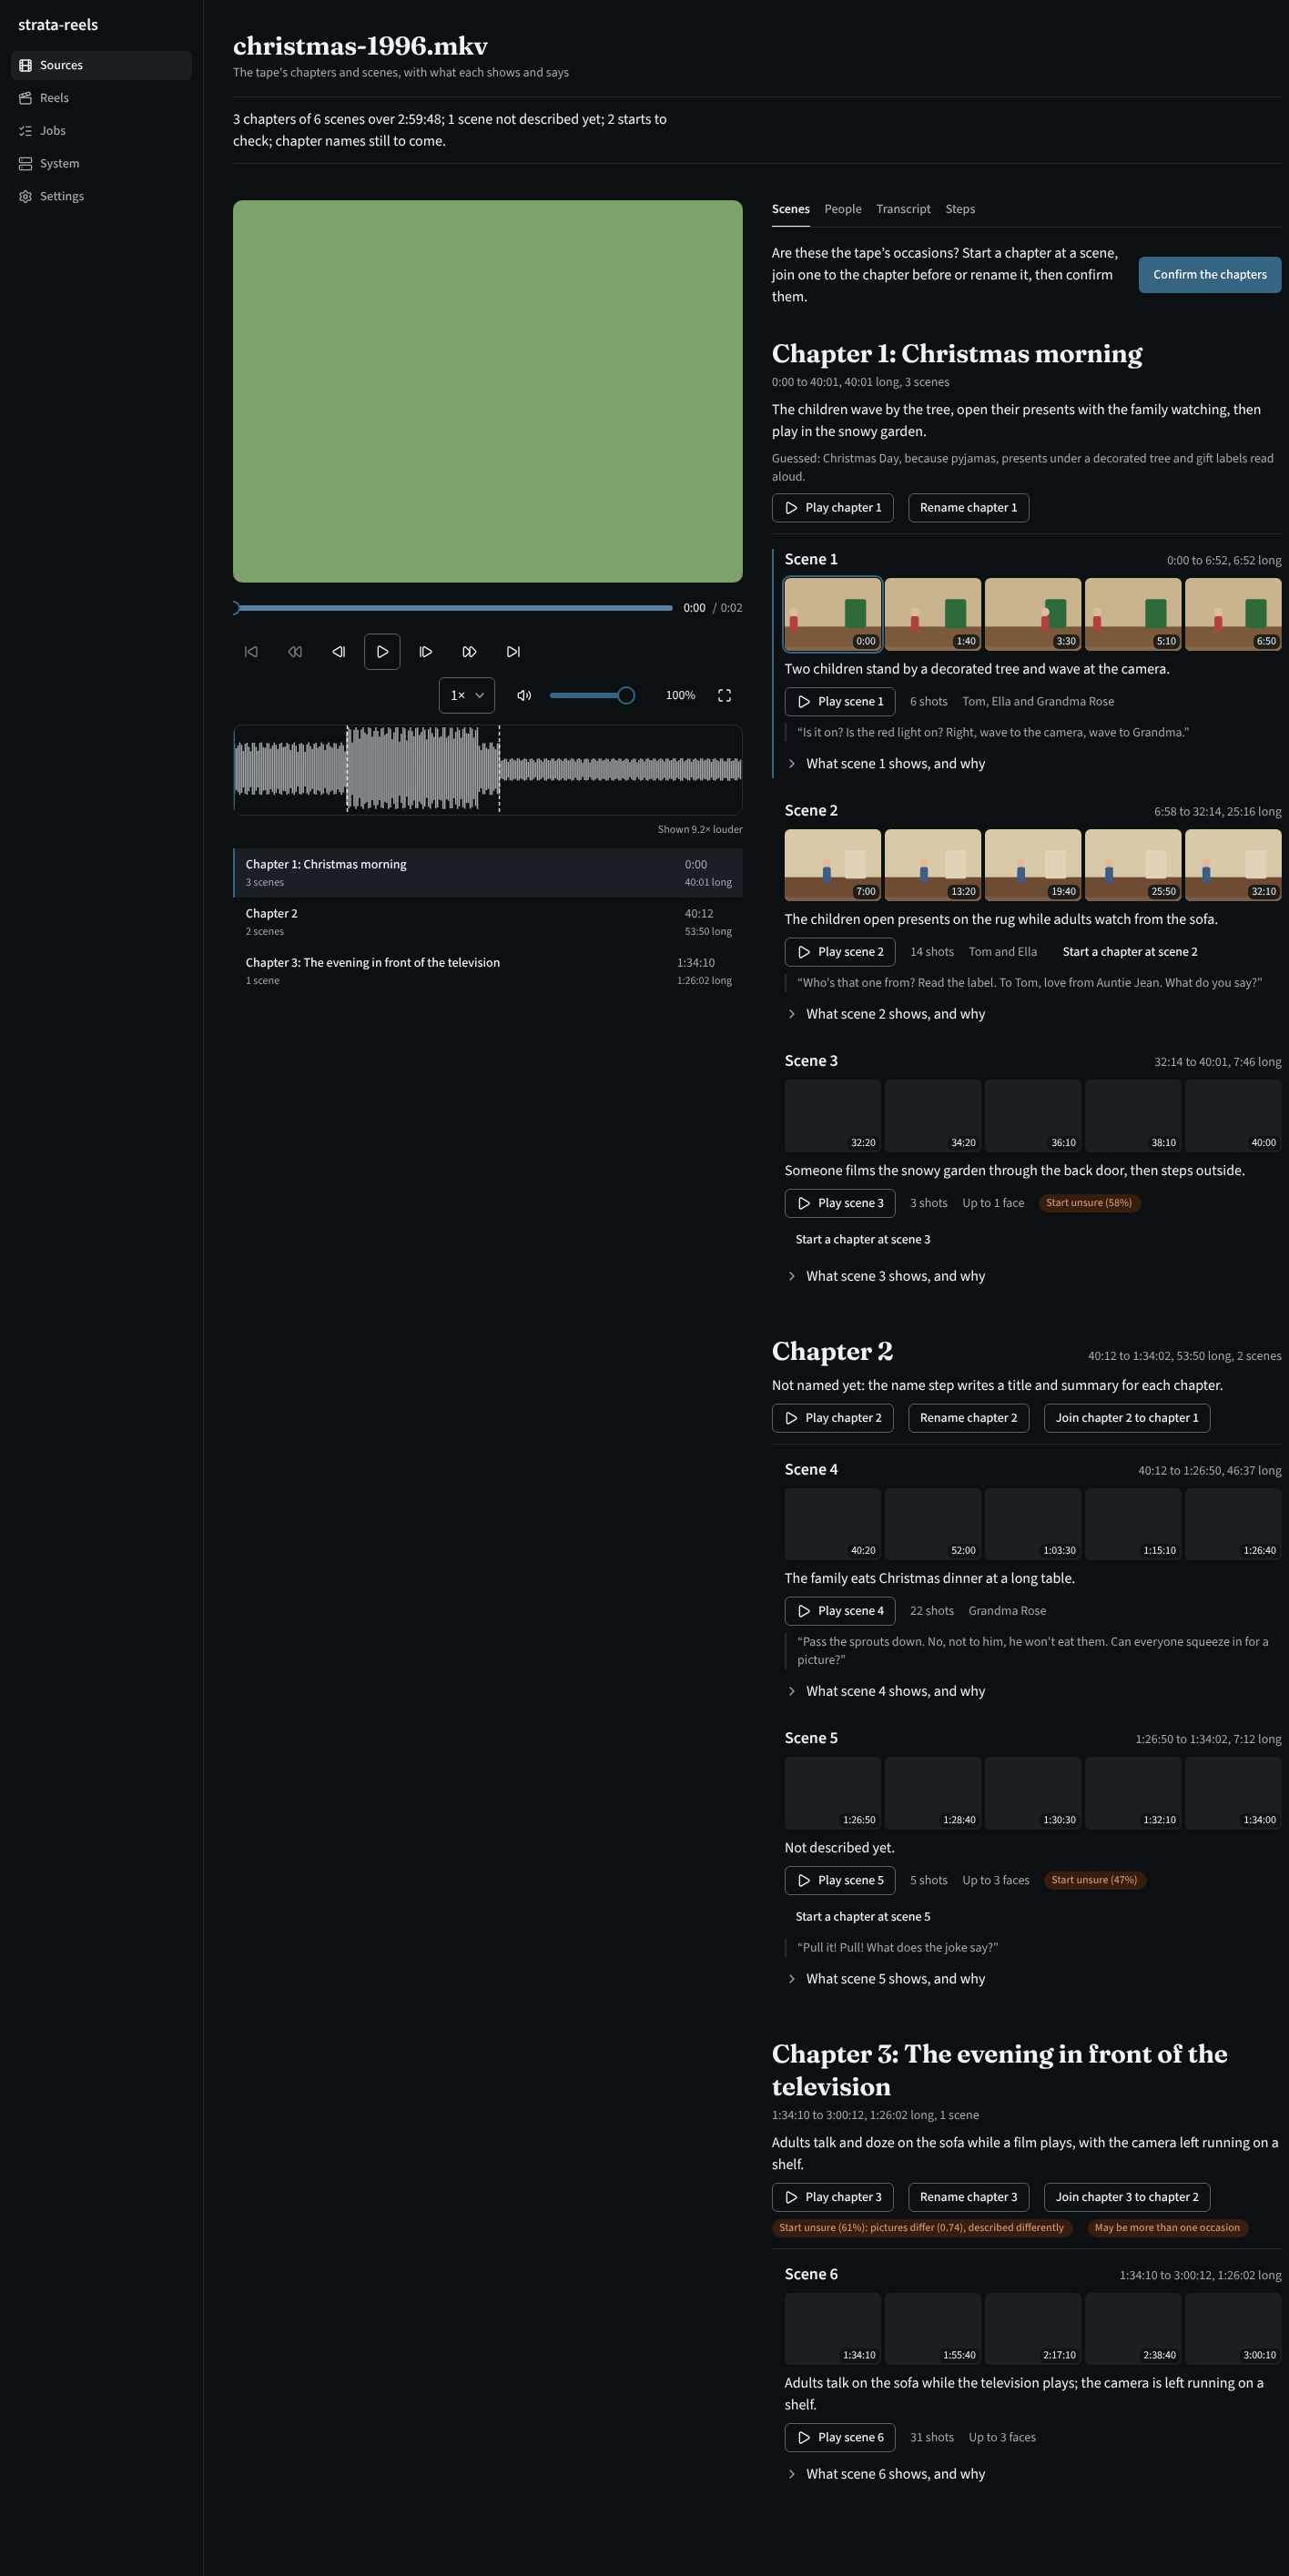 strata-reels
Sources
Reels
Jobs
System
Settings
christmas-1996.mkv
The tape's chapters and scenes, with what each shows and says
3 chapters of 6 scenes over 2:59:48; 1 scene not described yet; 2 starts to
check; chapter names still to come.
0:00 / 0:02
1×
100%
Shown 9.2× louder
Chapter 1: Christmas morning 0:00
3 scenes 40:01 long
Chapter 2 40:12
2 scenes 53:50 long
Chapter 3: The evening in front of the television 1:34:10
1 scene 1:26:02 long
Scenes People Transcript Steps
Are these the tape’s occasions? Start a chapter at a scene,
join one to the chapter before or rename it, then confirm
them.
Confirm the chapters
Chapter 1: Christmas morning
0:00 to 40:01, 40:01 long, 3 scenes
The children wave by the tree, open their presents with the family watching, then
play in the snowy garden.
Guessed: Christmas Day, because pyjamas, presents under a decorated tree and gift labels read
aloud.
Play chapter 1 Rename chapter 1
Scene 1 0:00 to 6:52, 6:52 long
0:00 1:40 3:30 5:10 6:50
Two children stand by a decorated tree and wave at the camera.
Play scene 1 6 shots Tom, Ella and Grandma Rose
“Is it on? Is the red light on? Right, wave to the camera, wave to Grandma.”
What scene 1 shows, and why
Scene 2 6:58 to 32:14, 25:16 long
7:00 13:20 19:40 25:50 32:10
The children open presents on the rug while adults watch from the sofa.
Play scene 2 14 shots Tom and Ella Start a chapter at scene 2
“Who's that one from? Read the label. To Tom, love from Auntie Jean. What do you say?”
What scene 2 shows, and why
Scene 3 32:14 to 40:01, 7:46 long
32:20 34:20 36:10 38:10 40:00
Someone films the snowy garden through the back door, then steps outside.
Play scene 3 3 shots Up to 1 face Start unsure (58%)
Start a chapter at scene 3
What scene 3 shows, and why
Chapter 2 40:12 to 1:34:02, 53:50 long, 2 scenes
Not named yet: the name step writes a title and summary for each chapter.
Play chapter 2 Rename chapter 2 Join chapter 2 to chapter 1
Scene 4 40:12 to 1:26:50, 46:37 long
40:20 52:00 1:03:30 1:15:10 1:26:40
The family eats Christmas dinner at a long table.
Play scene 4 22 shots Grandma Rose
“Pass the sprouts down. No, not to him, he won't eat them. Can everyone squeeze in for a
picture?”
What scene 4 shows, and why
Scene 5 1:26:50 to 1:34:02, 7:12 long
1:26:50 1:28:40 1:30:30 1:32:10 1:34:00
Not described yet.
Play scene 5 5 shots Up to 3 faces Start unsure (47%)
Start a chapter at scene 5
“Pull it! Pull! What does the joke say?”
What scene 5 shows, and why
Chapter 3: The evening in front of the
television
1:34:10 to 3:00:12, 1:26:02 long, 1 scene
Adults talk and doze on the sofa while a film plays, with the camera left running on a
shelf.
Play chapter 3 Rename chapter 3 Join chapter 3 to chapter 2
Start unsure (61%): pictures differ (0.74), described differently May be more than one occasion
Scene 6 1:34:10 to 3:00:12, 1:26:02 long
1:34:10 1:55:40 2:17:10 2:38:40 3:00:10
Adults talk on the sofa while the television plays; the camera is left running on a
shelf.
Play scene 6 31 shots Up to 3 faces
What scene 6 shows, and why